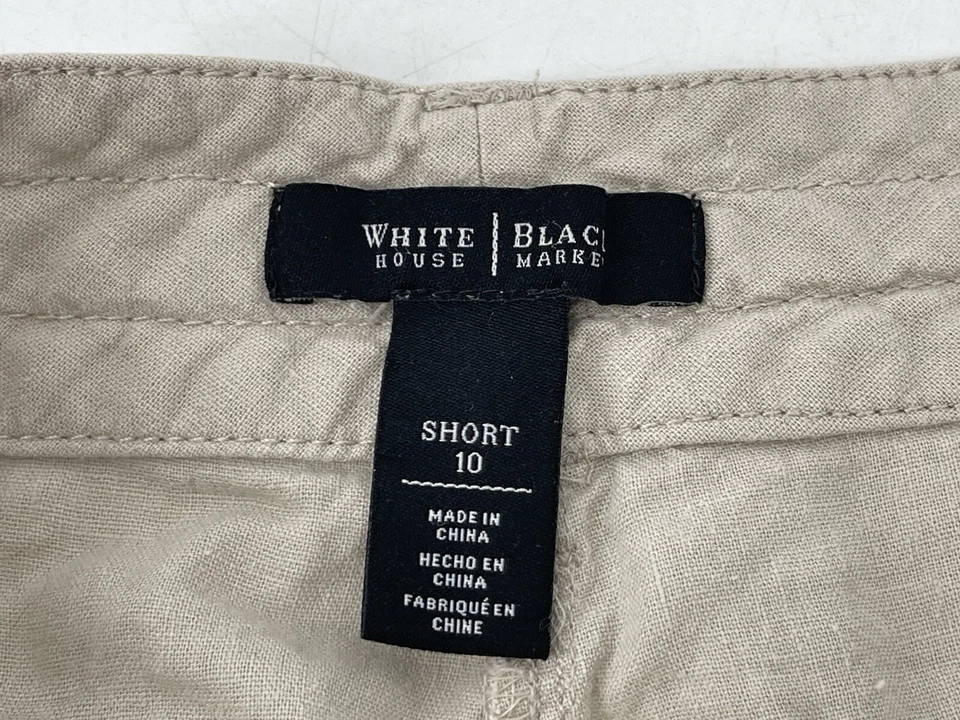 WHITE | BLAC
HOUSE | MARKE
SHORT
10
MADE IN
CHINA
HECHO EN
CHINA
FABRIQUÉ EN
CHINE